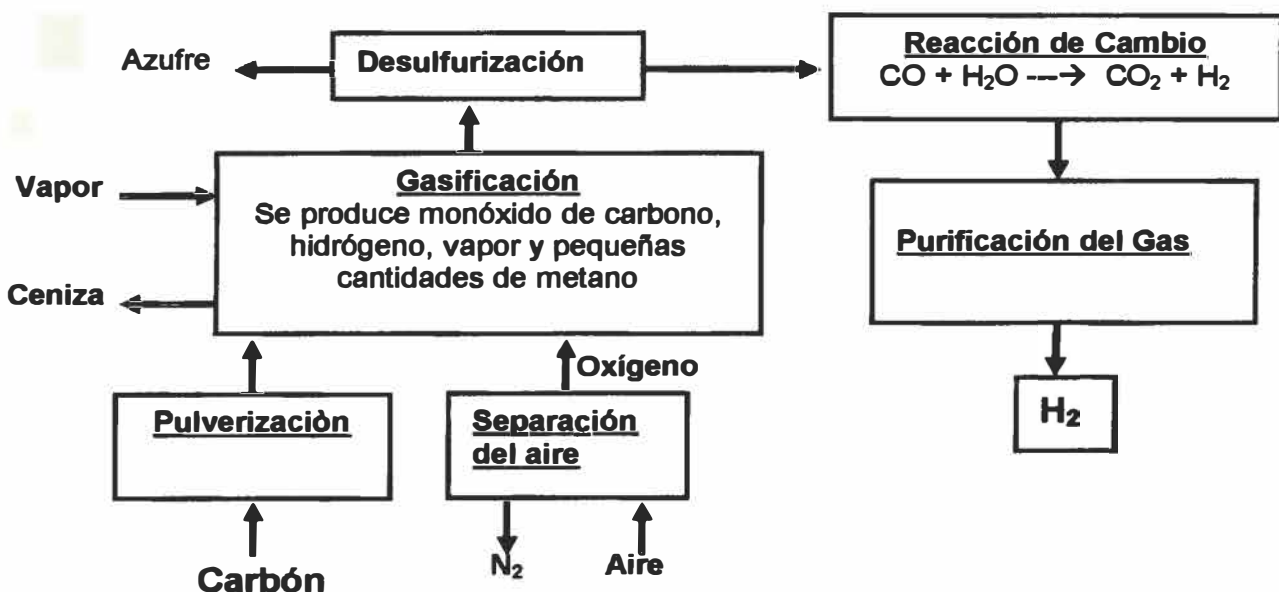 Azufre
Desulfurización
Reacción de Cambio
CO + H₂O ---→ CO₂ + H₂
Vapor
Gasificación
Se produce monóxido de carbono,
hidrógeno, vapor y pequeñas
cantidades de metano
Purificación del Gas
Ceniza
Oxígeno
Pulverizaciòn
Separación
del aire
H₂
Carbón
N₂
Aire